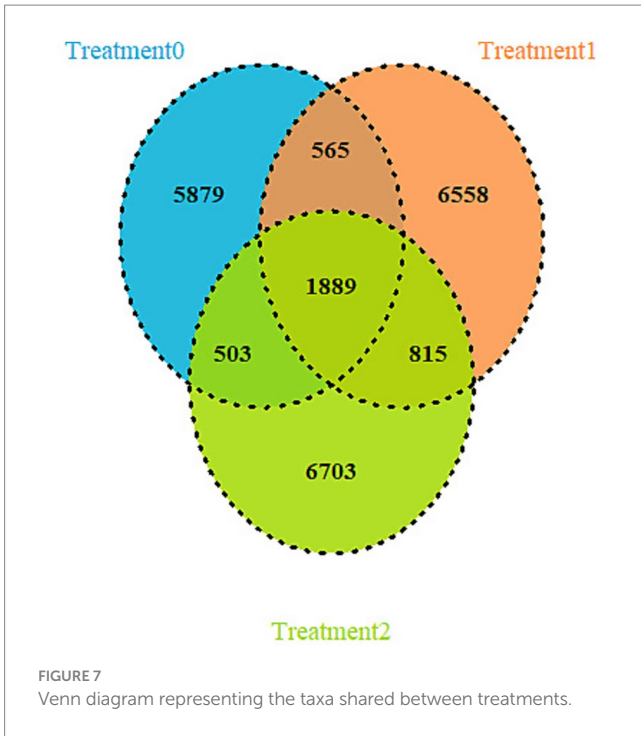 Treatment0 Treatment1
565
5879 6558
1889
503 815
6703
Treatment2
FIGURE 7
Venn diagram representing the taxa shared between treatments.